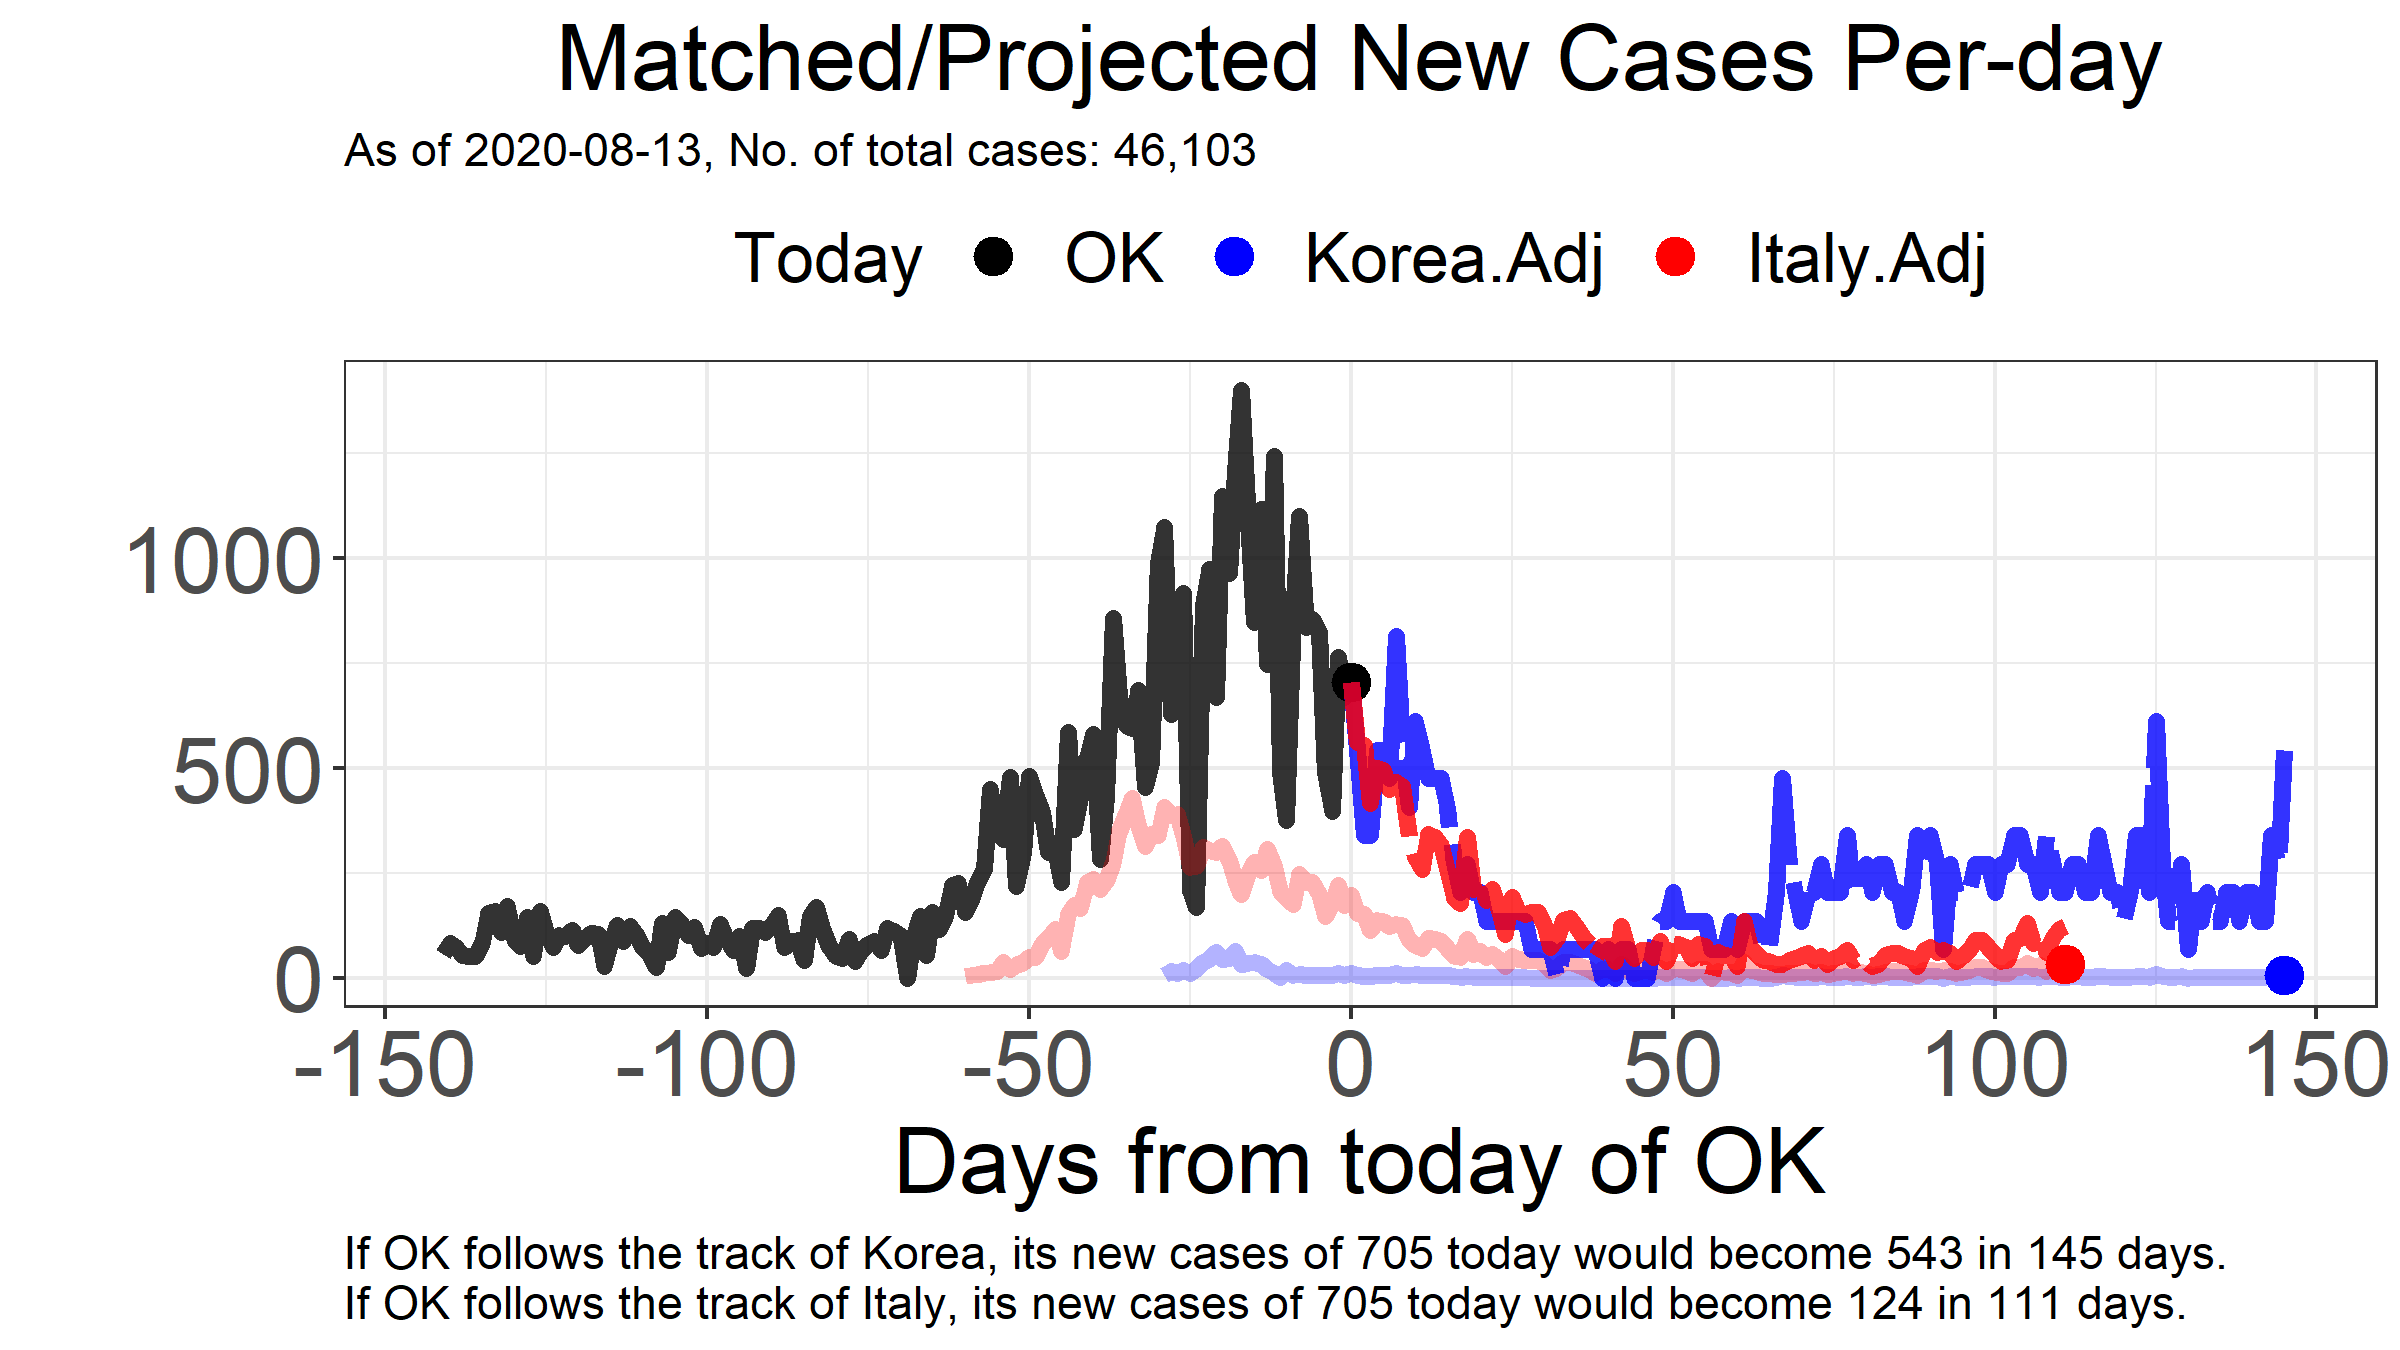 Matched/Projected New Cases Per-day
As of 2020-08-13, No. of total cases: 46,103
Today OK Korea.Adj Italy.Adj
1000
500
0
-150 -100 -50 0 50 100 150
Days from today of OK
If OK follows the track of Korea, its new cases of 705 today would become 543 in 145 days.
If OK follows the track of Italy, its new cases of 705 today would become 124 in 111 days.